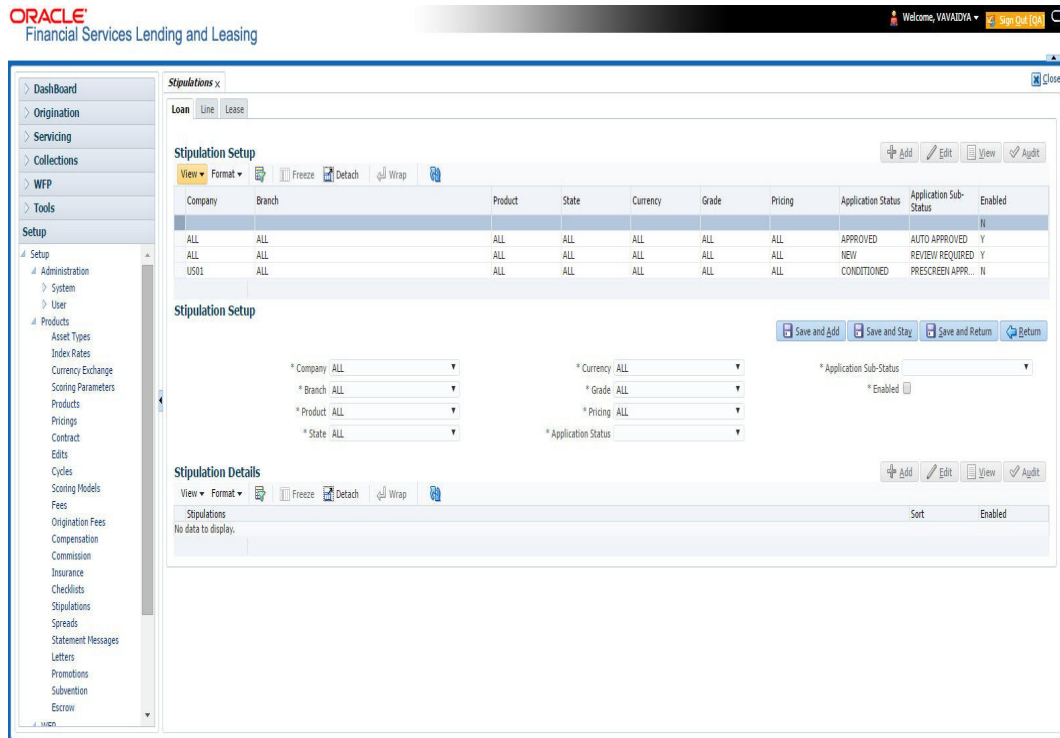 ORACLE
Financial Services Lending and Leasing
Welcome, VAVAIDYA
Sign Out [QA]
DashBoard
Origination
Servicing
Collections
WFP
Tools
Setup
Setup
Administration
System
User
Products
Asset Types
Index Rates
Currency Exchange
Scoring Parameters
Products
Pricings
Contract
Edits
Cycles
Scoring Models
Fees
Origination Fees
Compensation
Commission
Insurance
Checklists
Stipulations
Spreads
Statement Messages
Letters
Promotions
Subvention
Escrow
WFP
Stipulations x
Close
Loan Line Lease
Stipulation Setup
Add Edit View Audit
View Format Freeze Detach Wrap
Company Branch Product State Currency Grade Pricing Application Status Application Sub-Status Enabled
N
ALL ALL ALL ALL ALL ALL ALL APPROVED AUTO APPROVED Y
ALL ALL ALL ALL ALL ALL ALL NEW REVIEW REQUIRED Y
US01 ALL ALL ALL ALL ALL ALL CONDITIONED PRESCREEN APPR... N
Stipulation Setup
Save and Add Save and Stay Save and Return Return
* Company ALL * Currency ALL * Application Sub-Status
* Branch ALL * Grade ALL * Enabled
* Product ALL * Pricing ALL
* State ALL * Application Status
Stipulation Details
Add Edit View Audit
View Format Freeze Detach Wrap
Stipulations Sort Enabled
No data to display.